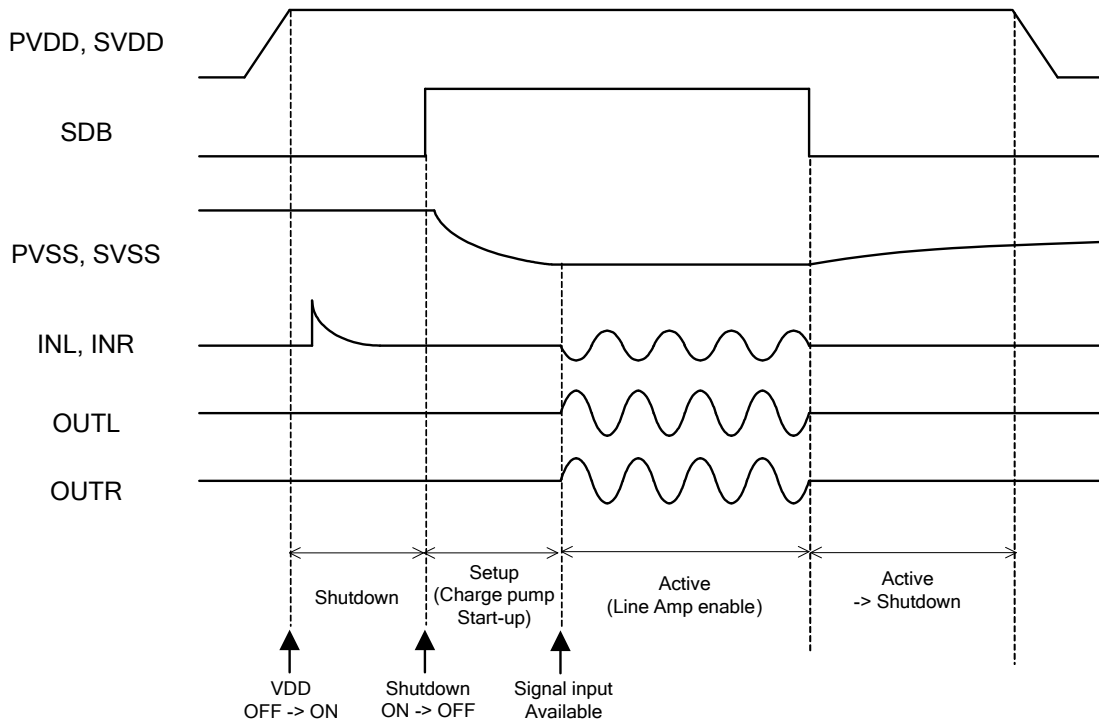 PVDD, SVDD
SDB
PVSS, SVSS
INL, INR
OUTL
OUTR
Shutdown
Setup
(Charge pump
Start-up)
Active
(Line Amp enable)
Active
-> Shutdown
VDD
OFF -> ON
Shutdown
ON -> OFF
Signal input
Available